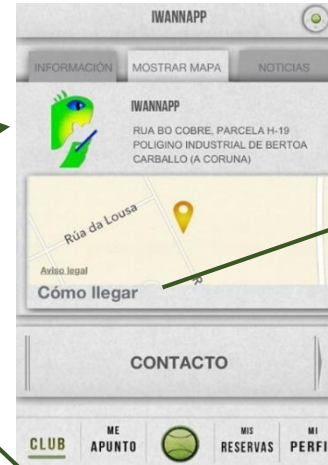 IWANNAPP
INFORMACIÓN
MOSTRAR MAPA
NOTICIAS
IWANNAPP
RUA BO COBRE, PARCELA H-19
POLIGINO INDUSTRIAL DE BERTOA
CARBALLO (A CORUNA)
Rúa da Lousa
R
Aviso legal
Cómo llegar
CONTACTO
CLUB
ME
APUNTO
MIS
RESERVAS
MI
PERFI